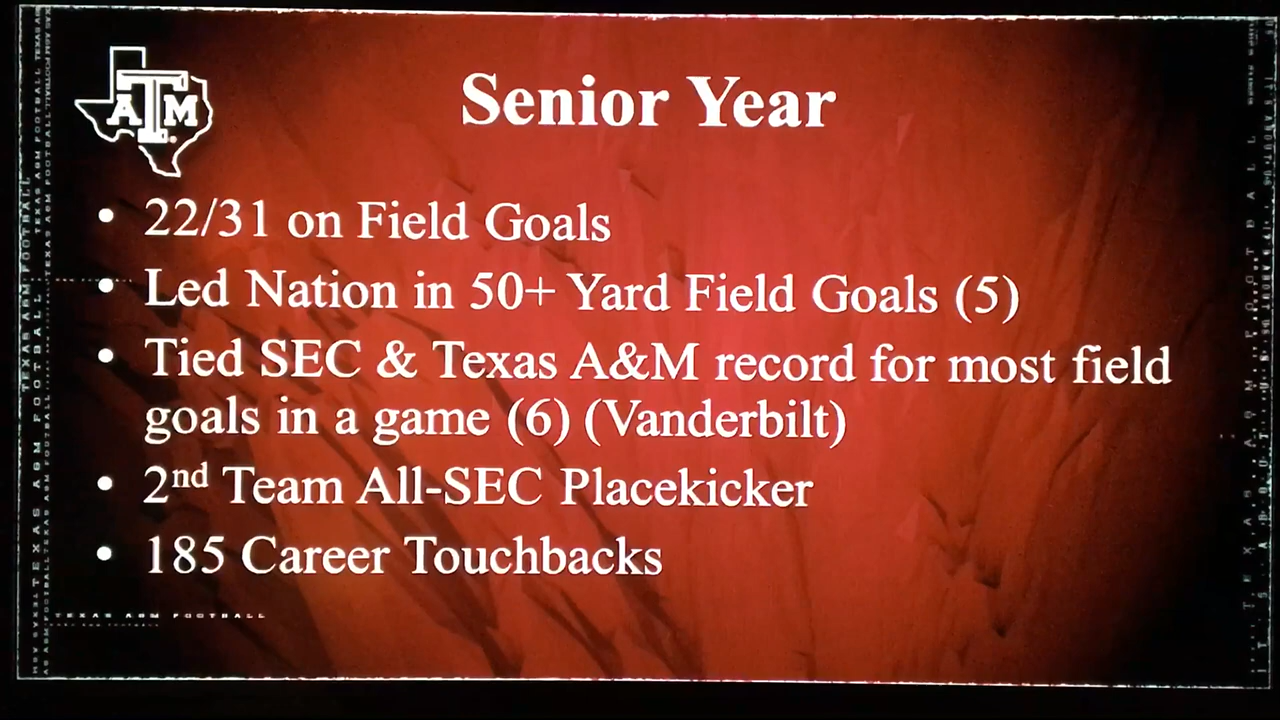 Senior Year
ATM
• 22/31 on Field Goals
• Led Nation in 50+ Yard Field Goals (5)
• Tied SEC & Texas A&M record for most field
goals in a game (6) (Vanderbilt)
• 2nd Team All-SEC Placekicker
• 185 Career Touchbacks
TEXAS A&M FOOTBALL